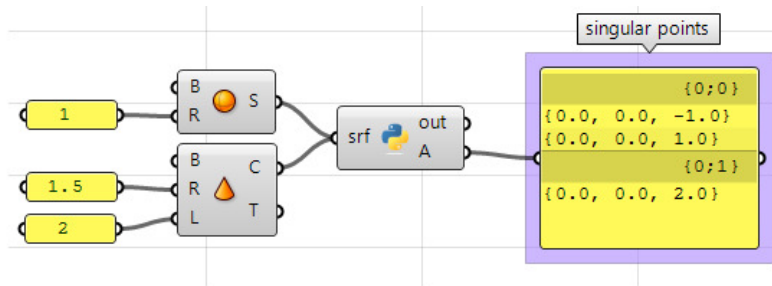 singular points
B
R
S
1
B
R
L
C
T
1.5
2
srf
out
A
{0;0}
{0.0, 0.0, -1.0}
{0.0, 0.0, 1.0}
{0;1}
{0.0, 0.0, 2.0}